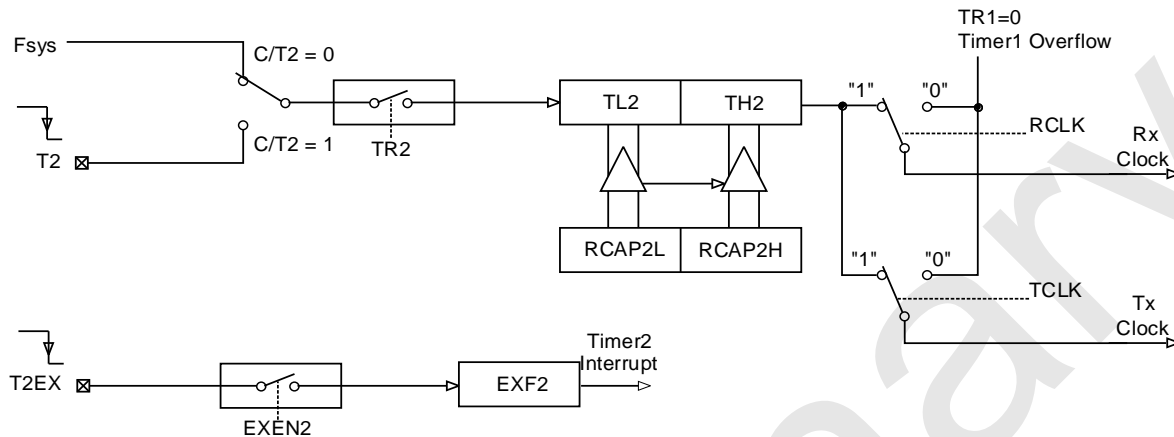 TR1=0
Timer1 Overflow
Fsys
C/T2 = 0
TL2
TH2
"1"
"0"
RCLK
Rx
Clock
T2
C/T2 = 1
TR2
RCAP2L
RCAP2H
"1"
"0"
TCLK
Tx
Clock
Timer2
Interrupt
T2EX
EXF2
EXEN2